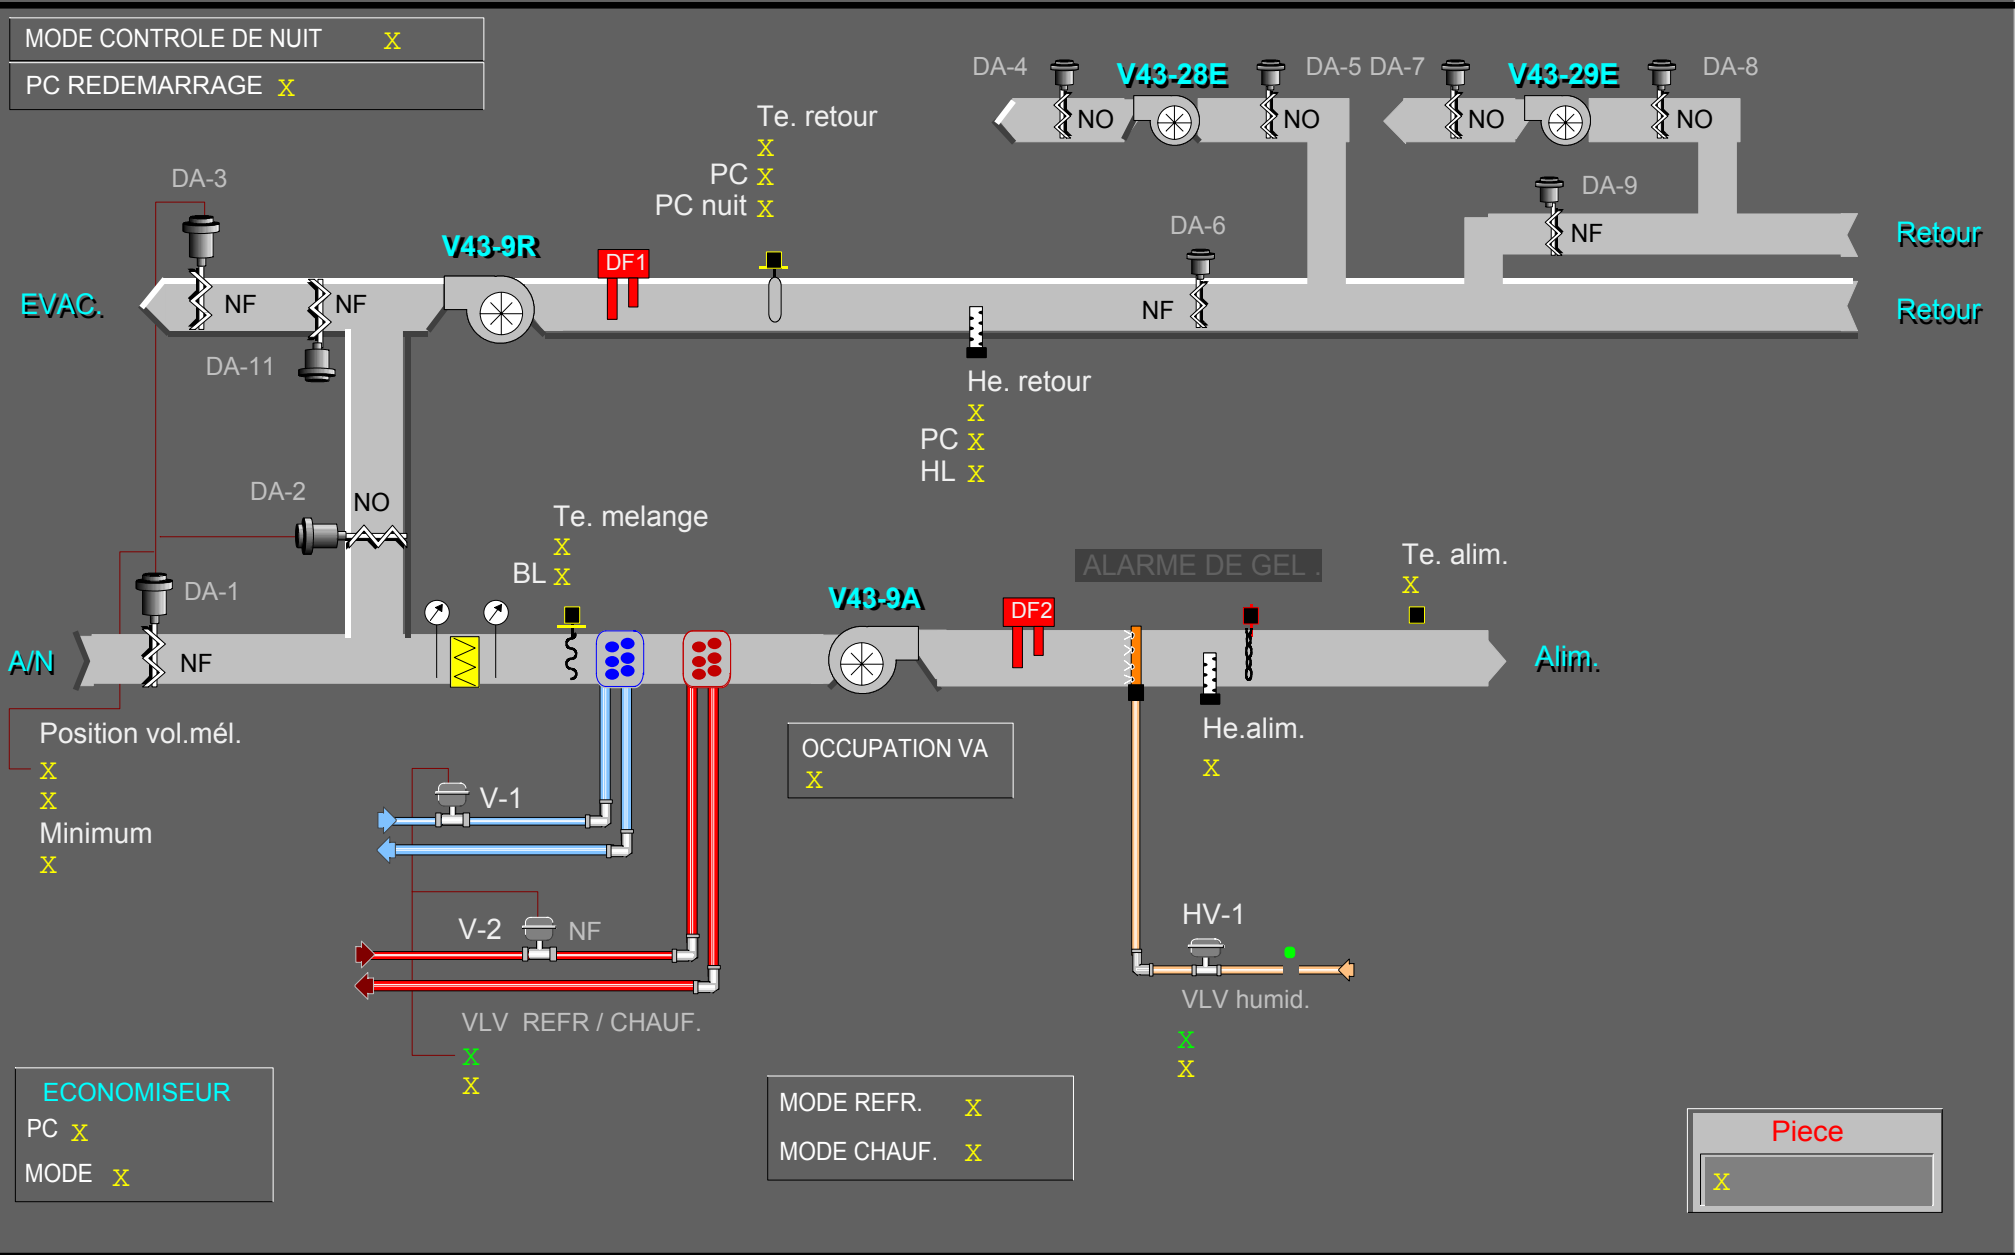 MODE CONTROLE DE NUIT X
PC REDEMARRAGE X
DA-4
V43-28E
DA-5
DA-7
V43-29E
DA-8
NO
NO
NO
NO
Te. retour
X
PC X
PC nuit X
DA-3
DA-9
NF
Retour
DA-6
V43-9R
DF1
EVAC.
NF
NF
NF
Retour
DA-11
He. retour
X
PC X
HL X
DA-2
NO
Te. melange
X
BL X
ALARME DE GEL .
Te. alim.
X
DA-1
V43-9A
DF2
A/N
NF
Alim.
Position vol.mél.
X
X
Minimum
X
OCCUPATION VA
X
He.alim.
X
V-1
V-2
NF
HV-1
VLV humid.
X
X
VLV REFR / CHAUF.
X
X
ECONOMISEUR
PC X
MODE X
MODE REFR. X
MODE CHAUF. X
Piece
X